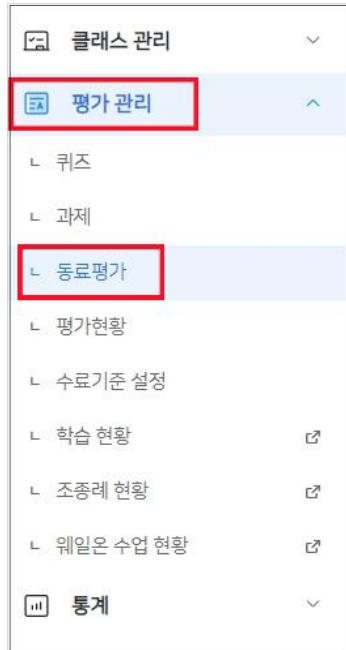 클래스 관리
평가 관리
ㄴ 퀴즈
ㄴ 과제
ㄴ 동료평가
ㄴ 평가현황
ㄴ 수료기준 설정
ㄴ 학습 현황
ㄴ 조종례 현황
ㄴ 웨일온 수업 현황
통계